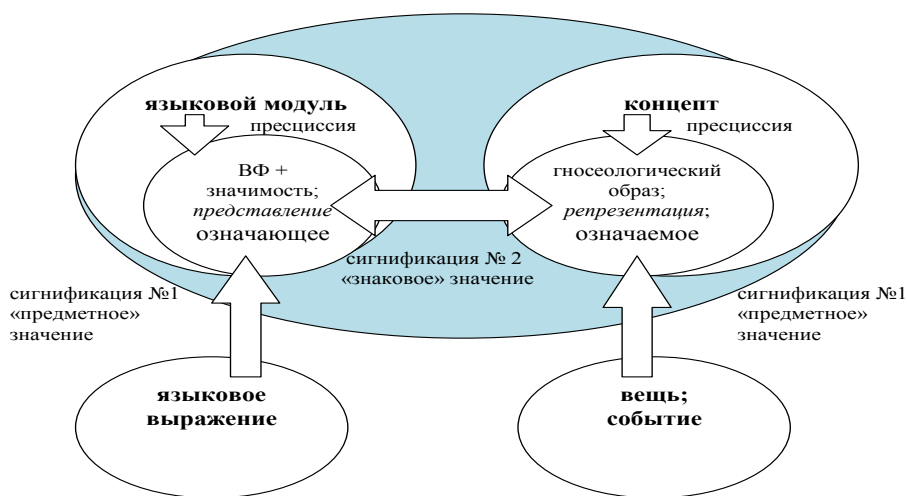 языковой модуль
пресциссия
ВФ +
значимость;
представление
означающее
концепт
пресциссия
гносеологический
образ;
репрезентация;
означаемое
сигнификация № 2
«знаковое» значение
сигнификация №1
«предметное»
значение
сигнификация №1
«предметное»
значение
языковое
выражение
вещь;
событие